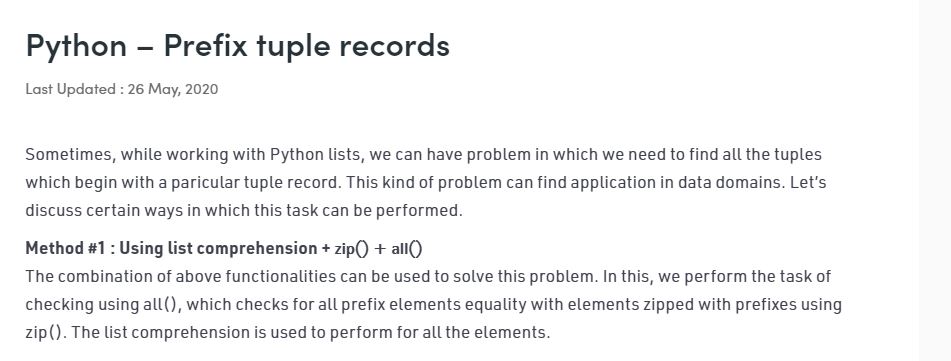 Python – Prefix tuple records
Last Updated : 26 May, 2020
Sometimes, while working with Python lists, we can have problem in which we need to find all the tuples
which begin with a paricular tuple record. This kind of problem can find application in data domains. Let’s
discuss certain ways in which this task can be performed.
Method #1 : Using list comprehension + zip() + all()
The combination of above functionalities can be used to solve this problem. In this, we perform the task of
checking using all(), which checks for all prefix elements equality with elements zipped with prefixes using
zip(). The list comprehension is used to perform for all the elements.